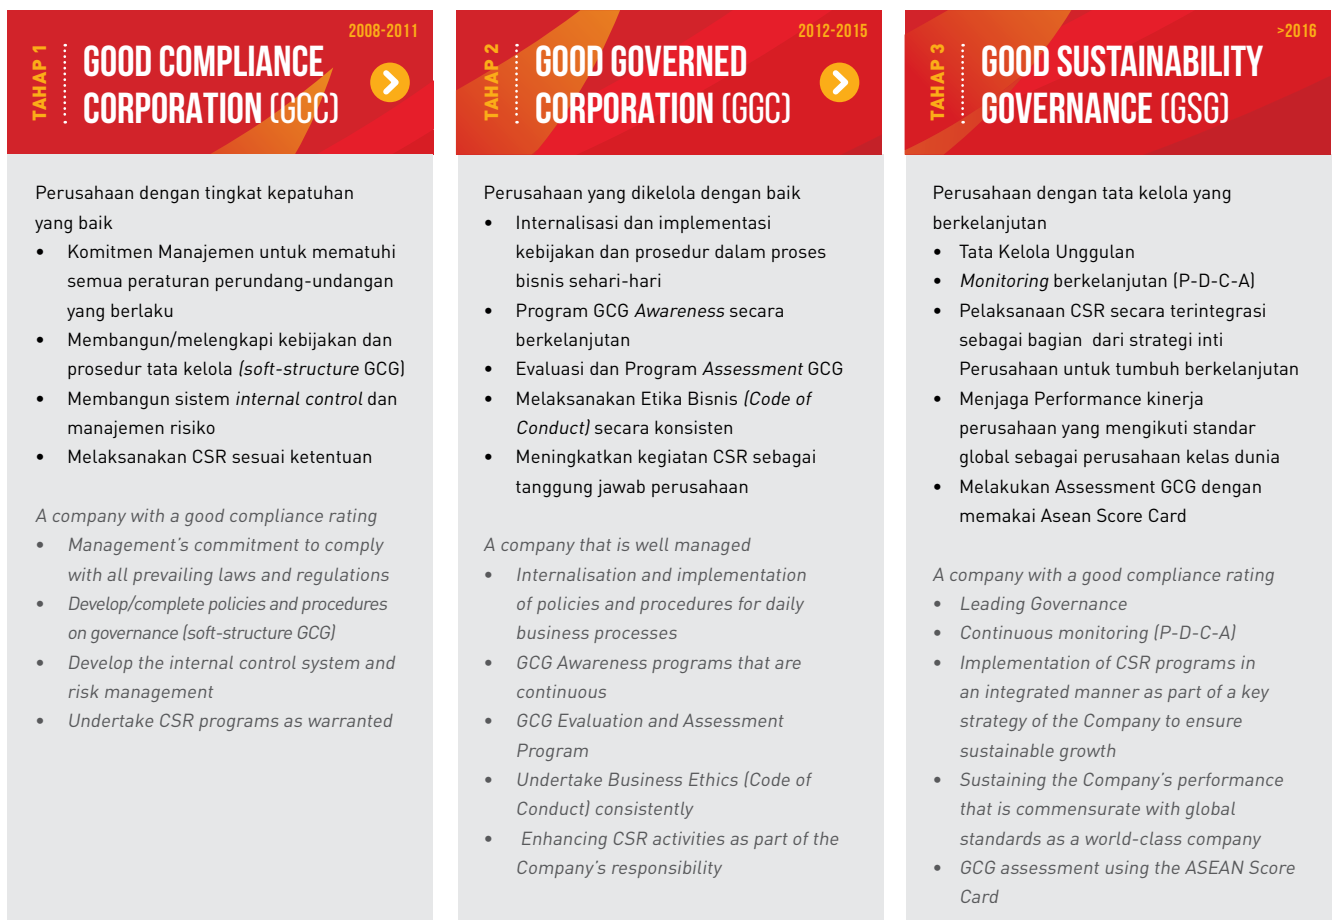 TAHAP 1
2008-2011
GOOD COMPLIANCE
CORPORATION (GCC)
Perusahaan dengan tingkat kepatuhan
yang baik
• Komitmen Manajemen untuk mematuhi
semua peraturan perundang-undangan
yang berlaku
• Membangun/melengkapi kebijakan dan
prosedur tata kelola (soft-structure GCG)
• Membangun sistem internal control dan
manajemen risiko
• Melaksanakan CSR sesuai ketentuan
A company with a good compliance rating
• Management's commitment to comply
with all prevailing laws and regulations
• Develop/complete policies and procedures
on governance (soft-structure GCG)
• Develop the internal control system and
risk management
• Undertake CSR programs as warranted
TAHAP 2
2012-2015
GOOD GOVERNED
CORPORATION (GGC)
Perusahaan yang dikelola dengan baik
• Internalisasi dan implementasi
kebijakan dan prosedur dalam proses
bisnis sehari-hari
• Program GCG Awareness secara
berkelanjutan
• Evaluasi dan Program Assessment GCG
• Melaksanakan Etika Bisnis (Code of
Conduct) secara konsisten
• Meningkatkan kegiatan CSR sebagai
tanggung jawab perusahaan
A company that is well managed
• Internalisation and implementation
of policies and procedures for daily
business processes
• GCG Awareness programs that are
continuous
• GCG Evaluation and Assessment
Program
• Undertake Business Ethics (Code of
Conduct) consistently
• Enhancing CSR activities as part of the
Company's responsibility
TAHAP 3
>2016
GOOD SUSTAINABILITY
GOVERNANCE (GSG)
Perusahaan dengan tata kelola yang
berkelanjutan
• Tata Kelola Unggulan
• Monitoring berkelanjutan (P-D-C-A)
• Pelaksanaan CSR secara terintegrasi
sebagai bagian dari strategi inti
Perusahaan untuk tumbuh berkelanjutan
• Menjaga Performance kinerja
perusahaan yang mengikuti standar
global sebagai perusahaan kelas dunia
• Melakukan Assessment GCG dengan
memakai Asean Score Card
A company with a good compliance rating
• Leading Governance
• Continuous monitoring (P-D-C-A)
• Implementation of CSR programs in
an integrated manner as part of a key
strategy of the Company to ensure
sustainable growth
• Sustaining the Company's performance
that is commensurate with global
standards as a world-class company
• GCG assessment using the ASEAN Score
Card